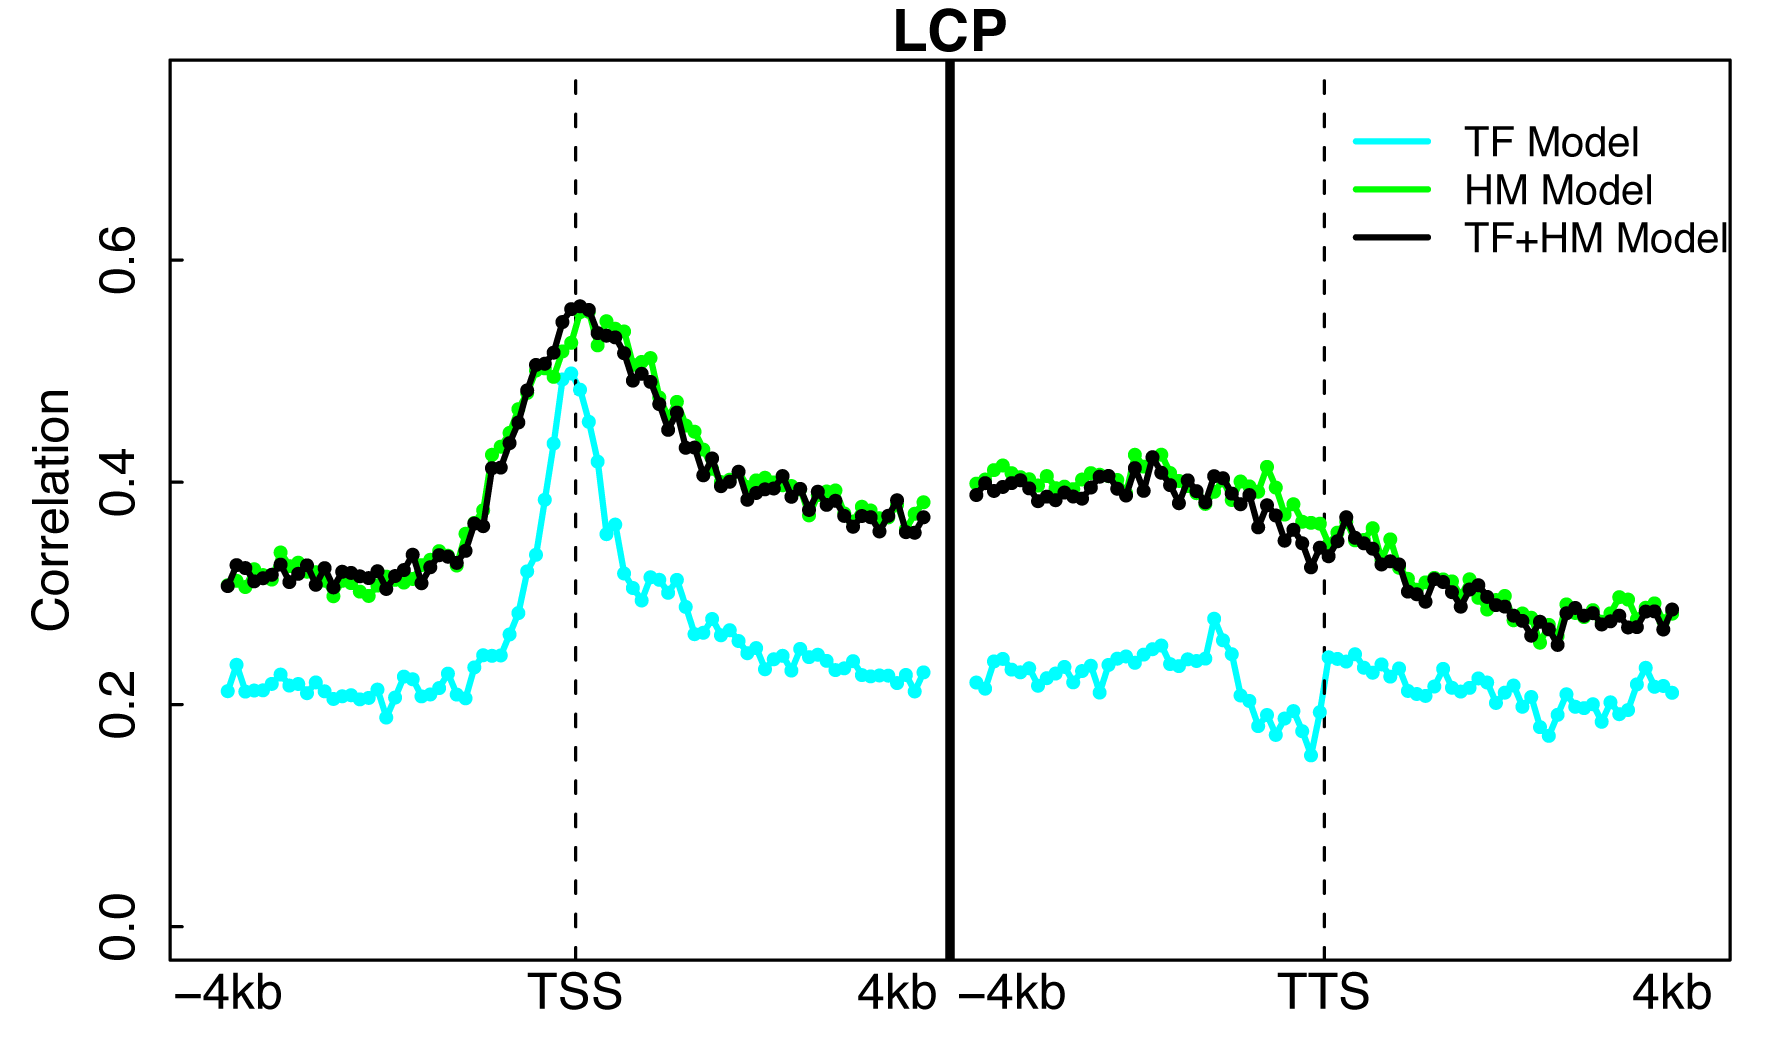 LCP
TF Model
HM Model
TF+HM Model
Correlation
0.6
0.4
0.2
0.0
–4kb TSS 4kb –4kb TTS 4kb